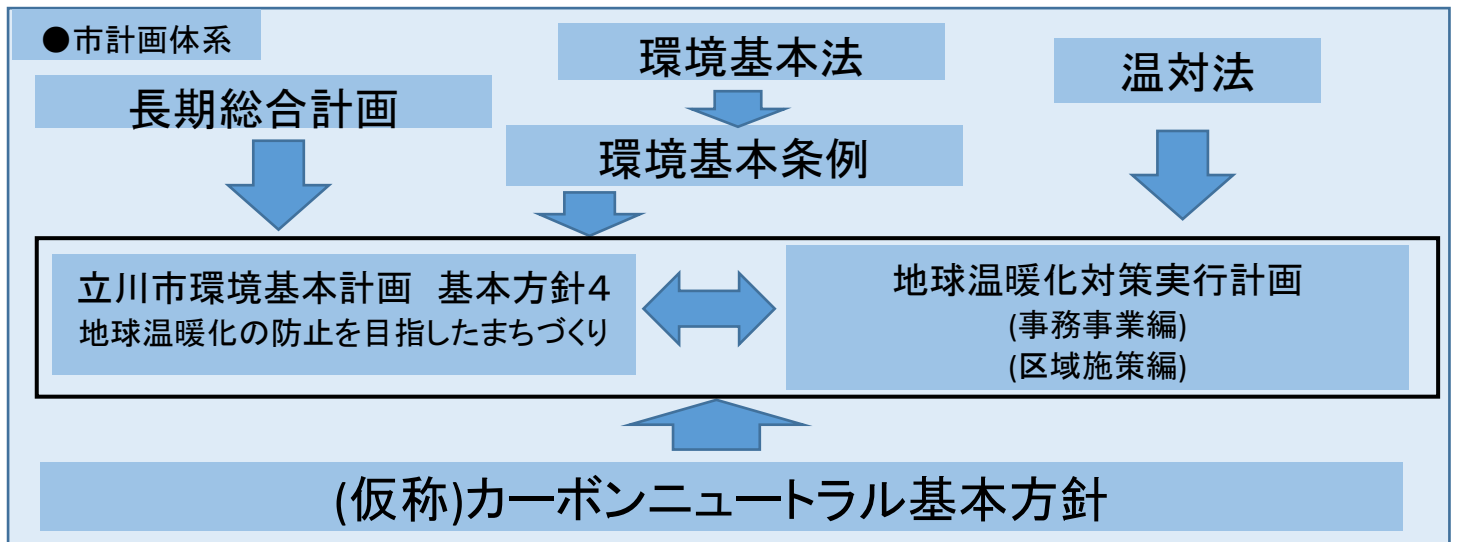 ●市計画体系
長期総合計画
環境基本法
環境基本条例
温対法
立川市環境基本計画　基本方針４
地球温暖化の防止を目指したまちづくり
地球温暖化対策実行計画
(事務事業編)
(区域施策編)
(仮称)カーボンニュートラル基本方針